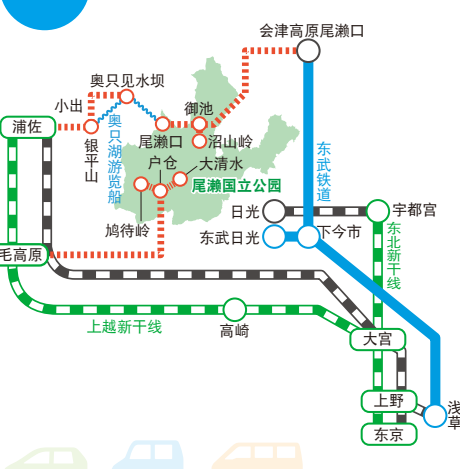 会津高原尾濑口
奥只见水坝
小出
御池
浦佐
银平山
奥只湖游览船
尾濑口
沼山岭
户仓
大清水
东武铁道
尾濑国立公园
日光
宇都宫
鸠待岭
东武日光
下今市
东北新干线
毛高原
上越新干线
高崎
大宫
上野
浅草
东京